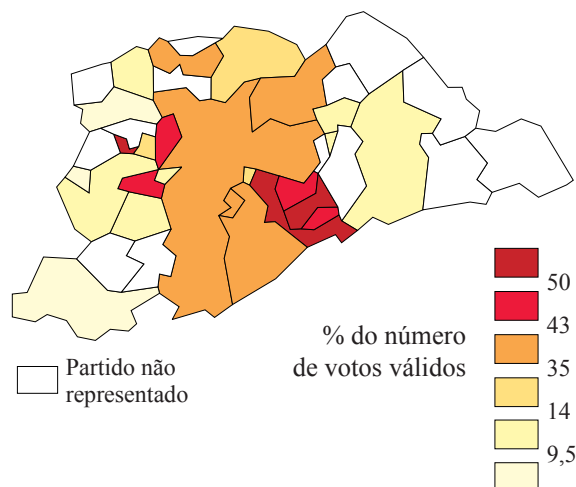 50
43
% do número
de votos válidos
35
Partido não
representado
14
9,5